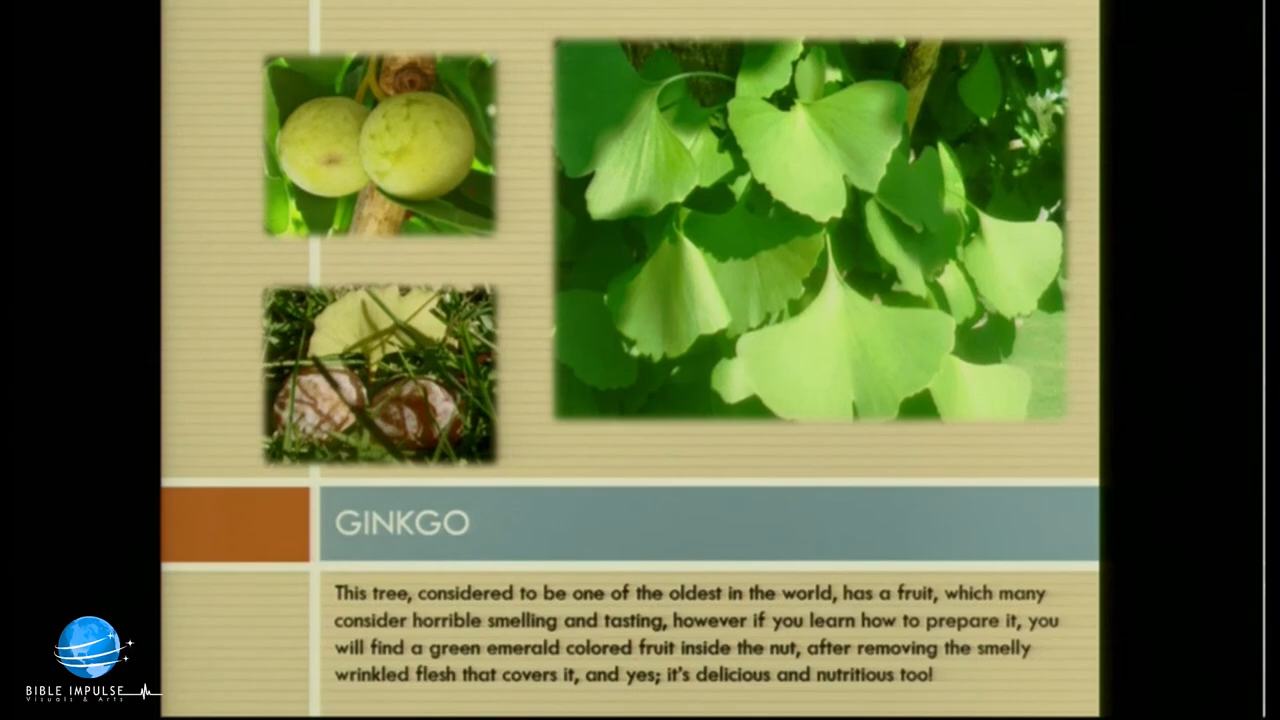 GINKGO
This tree, considered to be one of the oldest in the world, has a fruit, which many
consider horrible smelling and tasting, however if you learn how to prepare it, you
will find a green emerald colored fruit inside the nut, after removing the smelly
wrinkled flesh that covers it, and yes; it's delicious and nutritious too!
BIBLE IMPULSE
Visuals & Arts